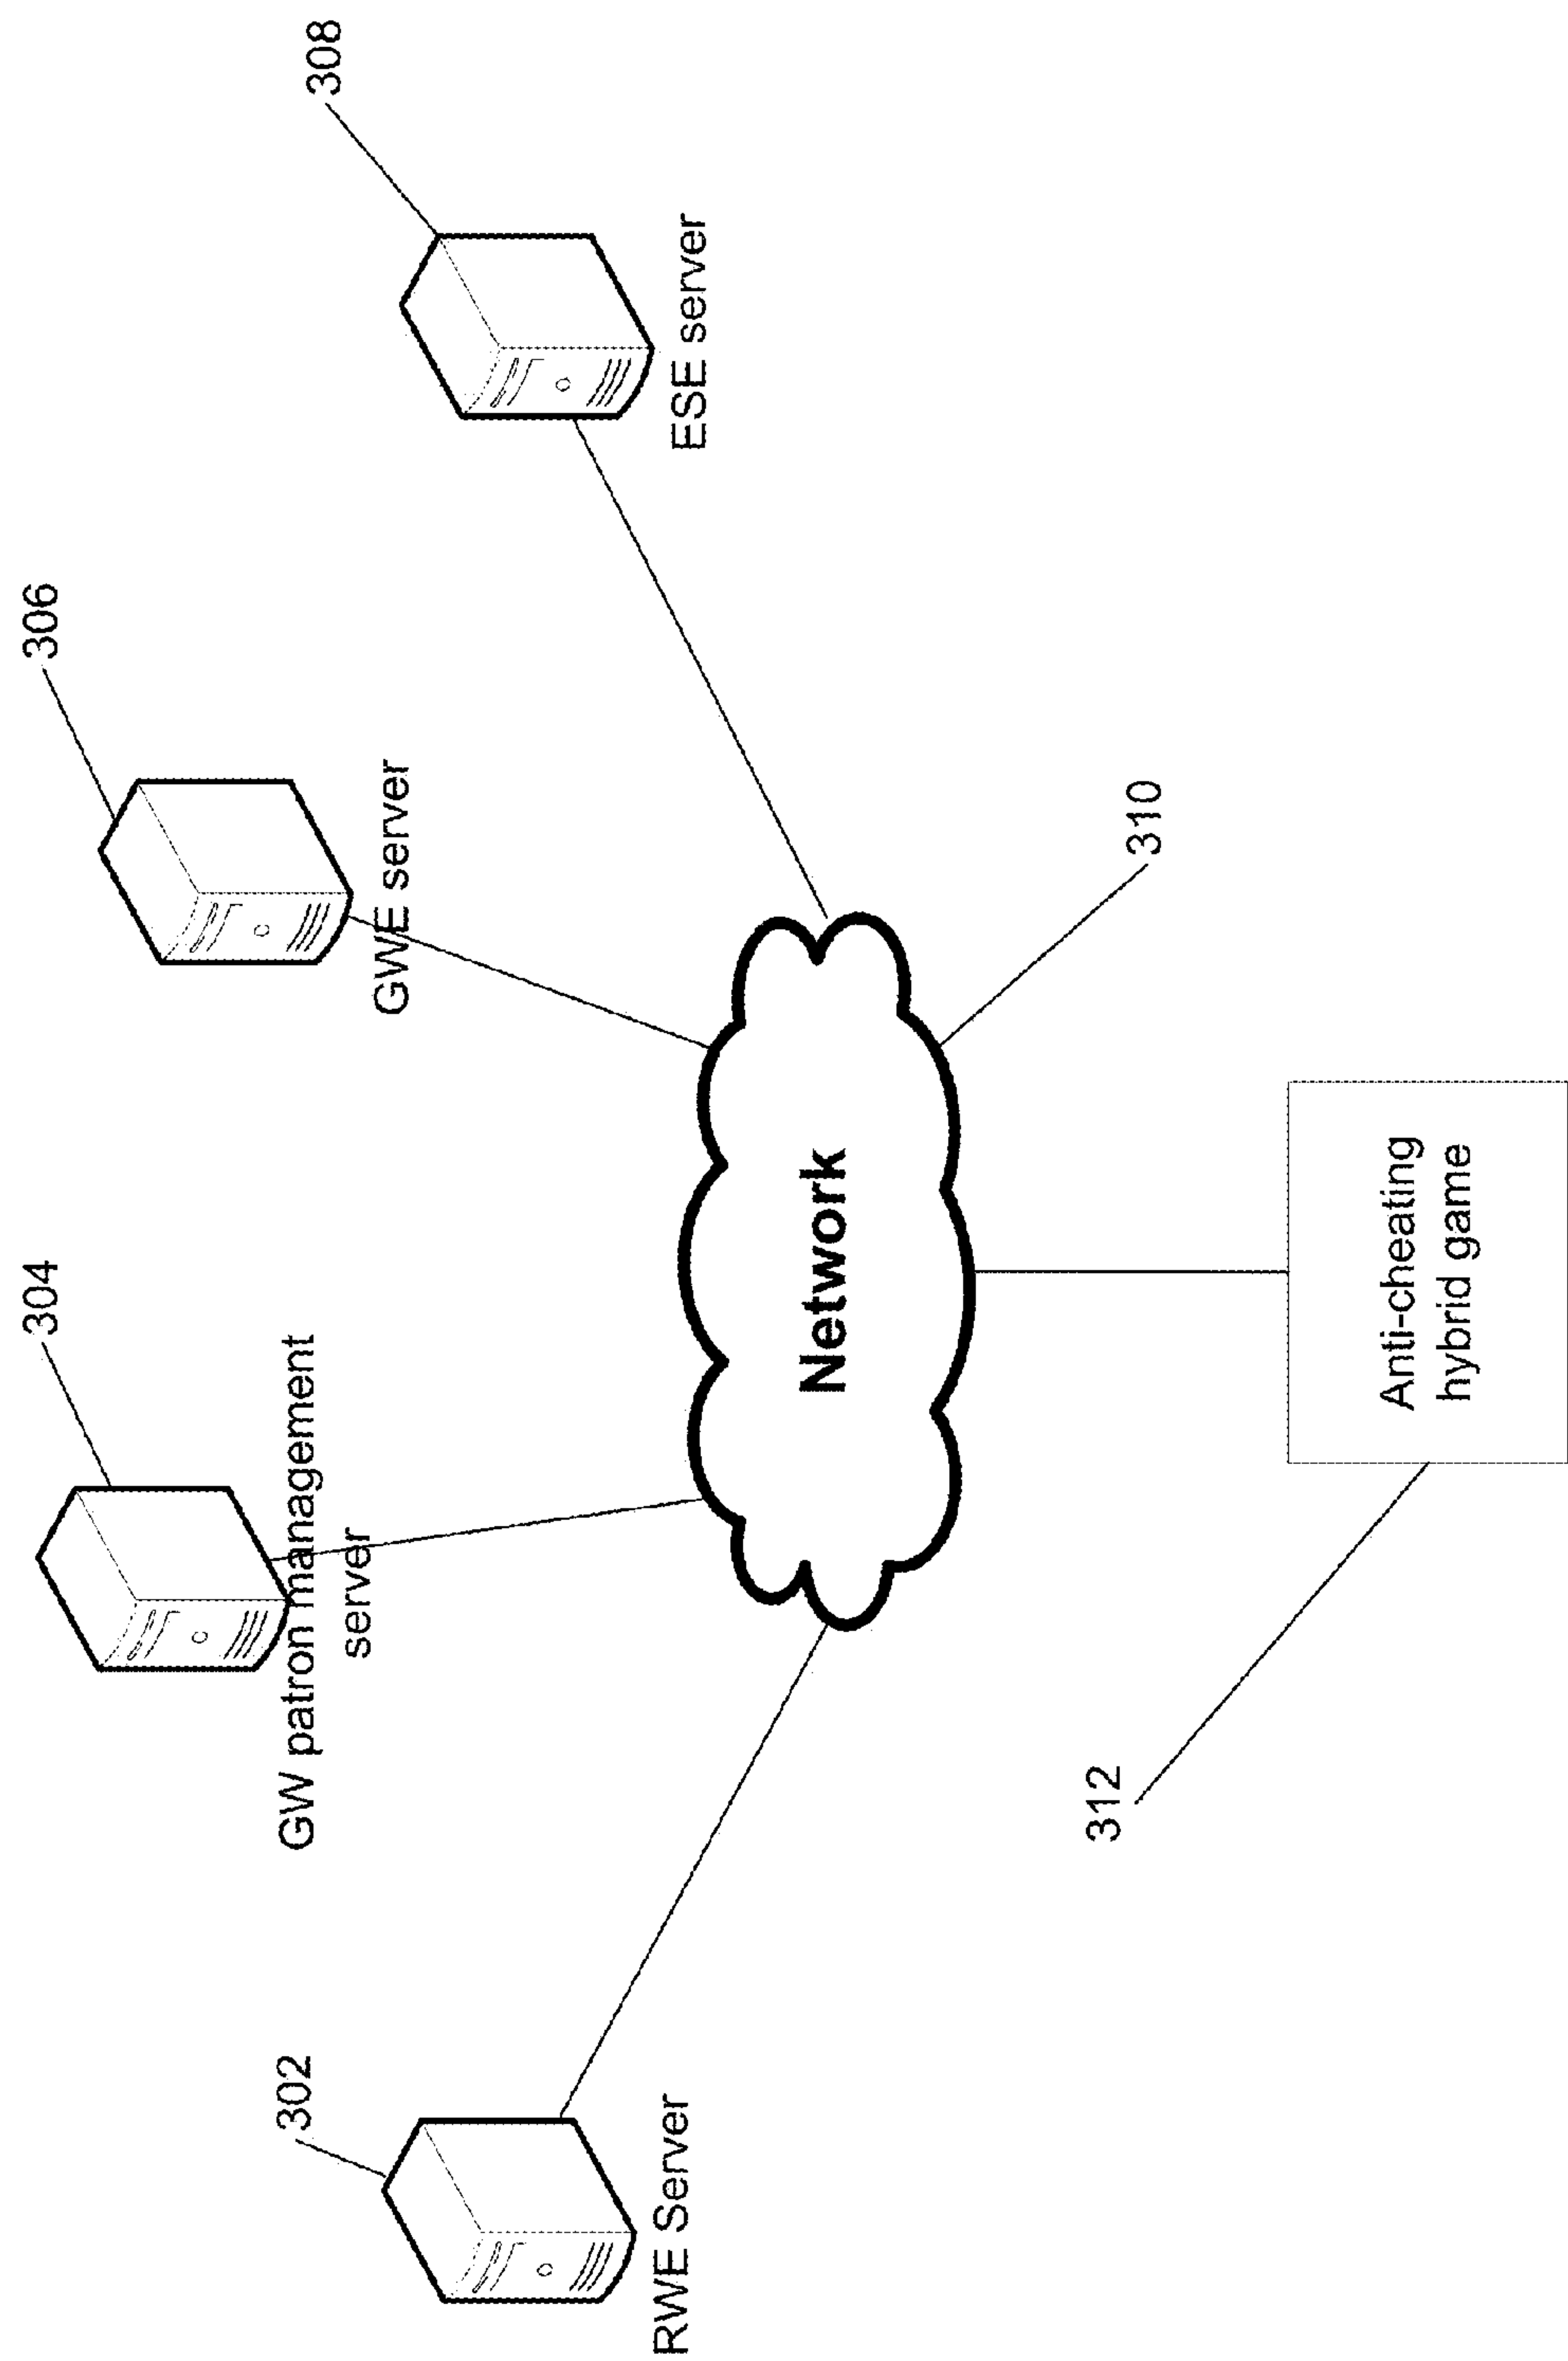 304
306
GW patron management
server
GWE server
302
308
RWE Server
ESE server
Network
312
310
Anti-cheating
hybrid game